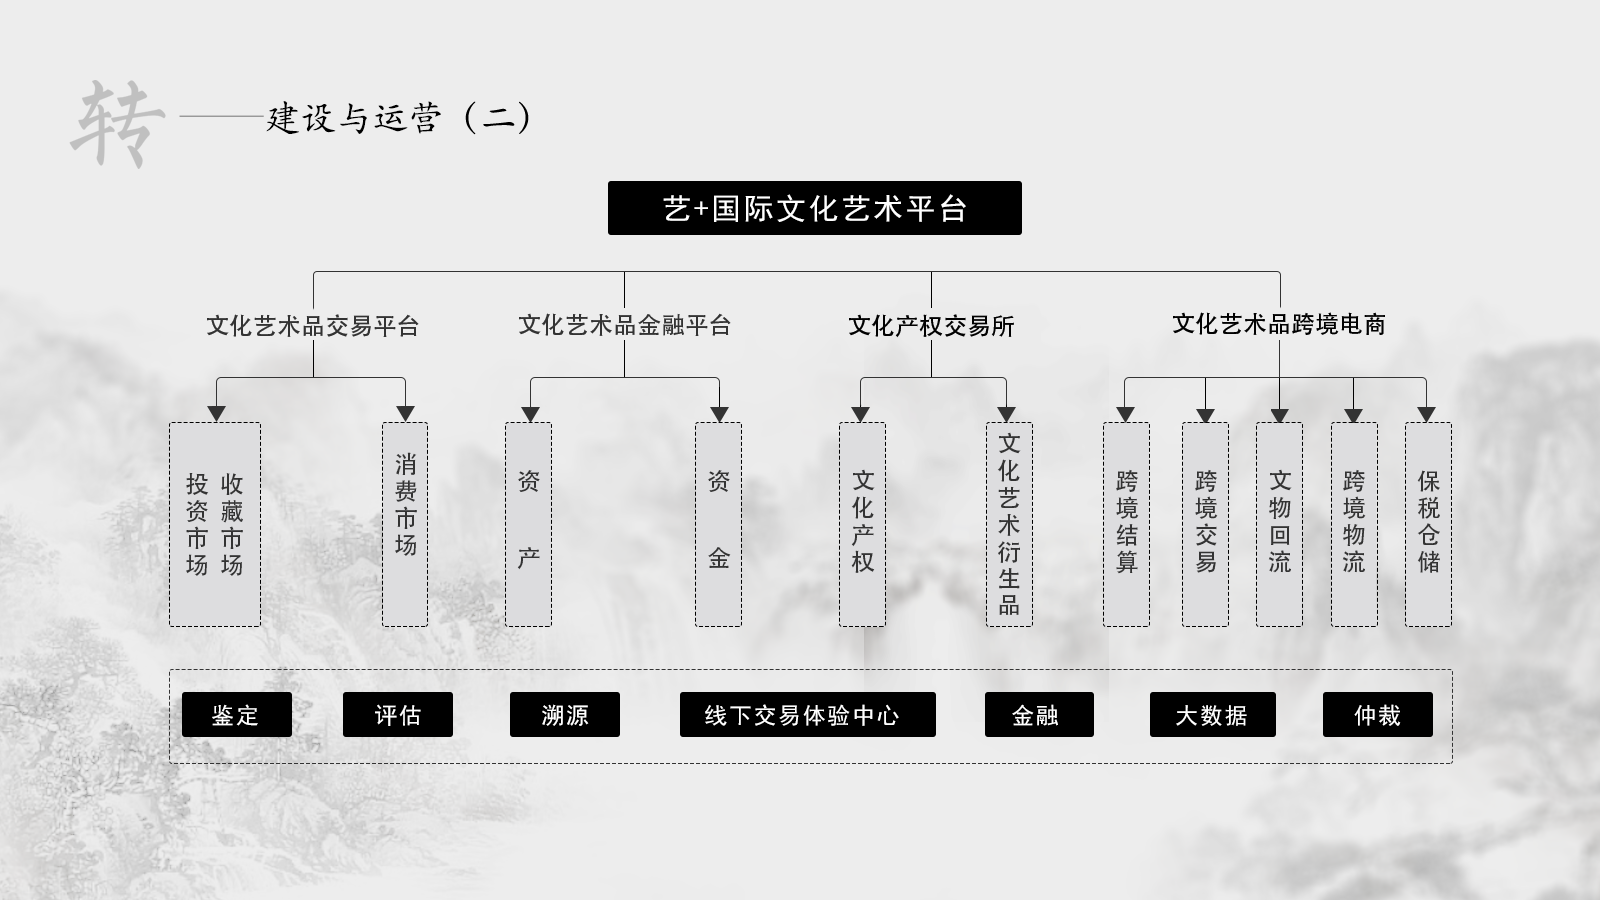 转
建设与运营（二）
艺+国际文化艺术平台
文化艺术品交易平台
文化艺术品金融平台
文化产权交易所
文化艺术品跨境电商
投资市场
收藏市场
消费市场
资产
资金
文化产权
文化艺术衍生品
跨境结算
跨境交易
文物回流
跨境物流
保税仓储
鉴定
评估
溯源
线下交易体验中心
金融
大数据
仲裁